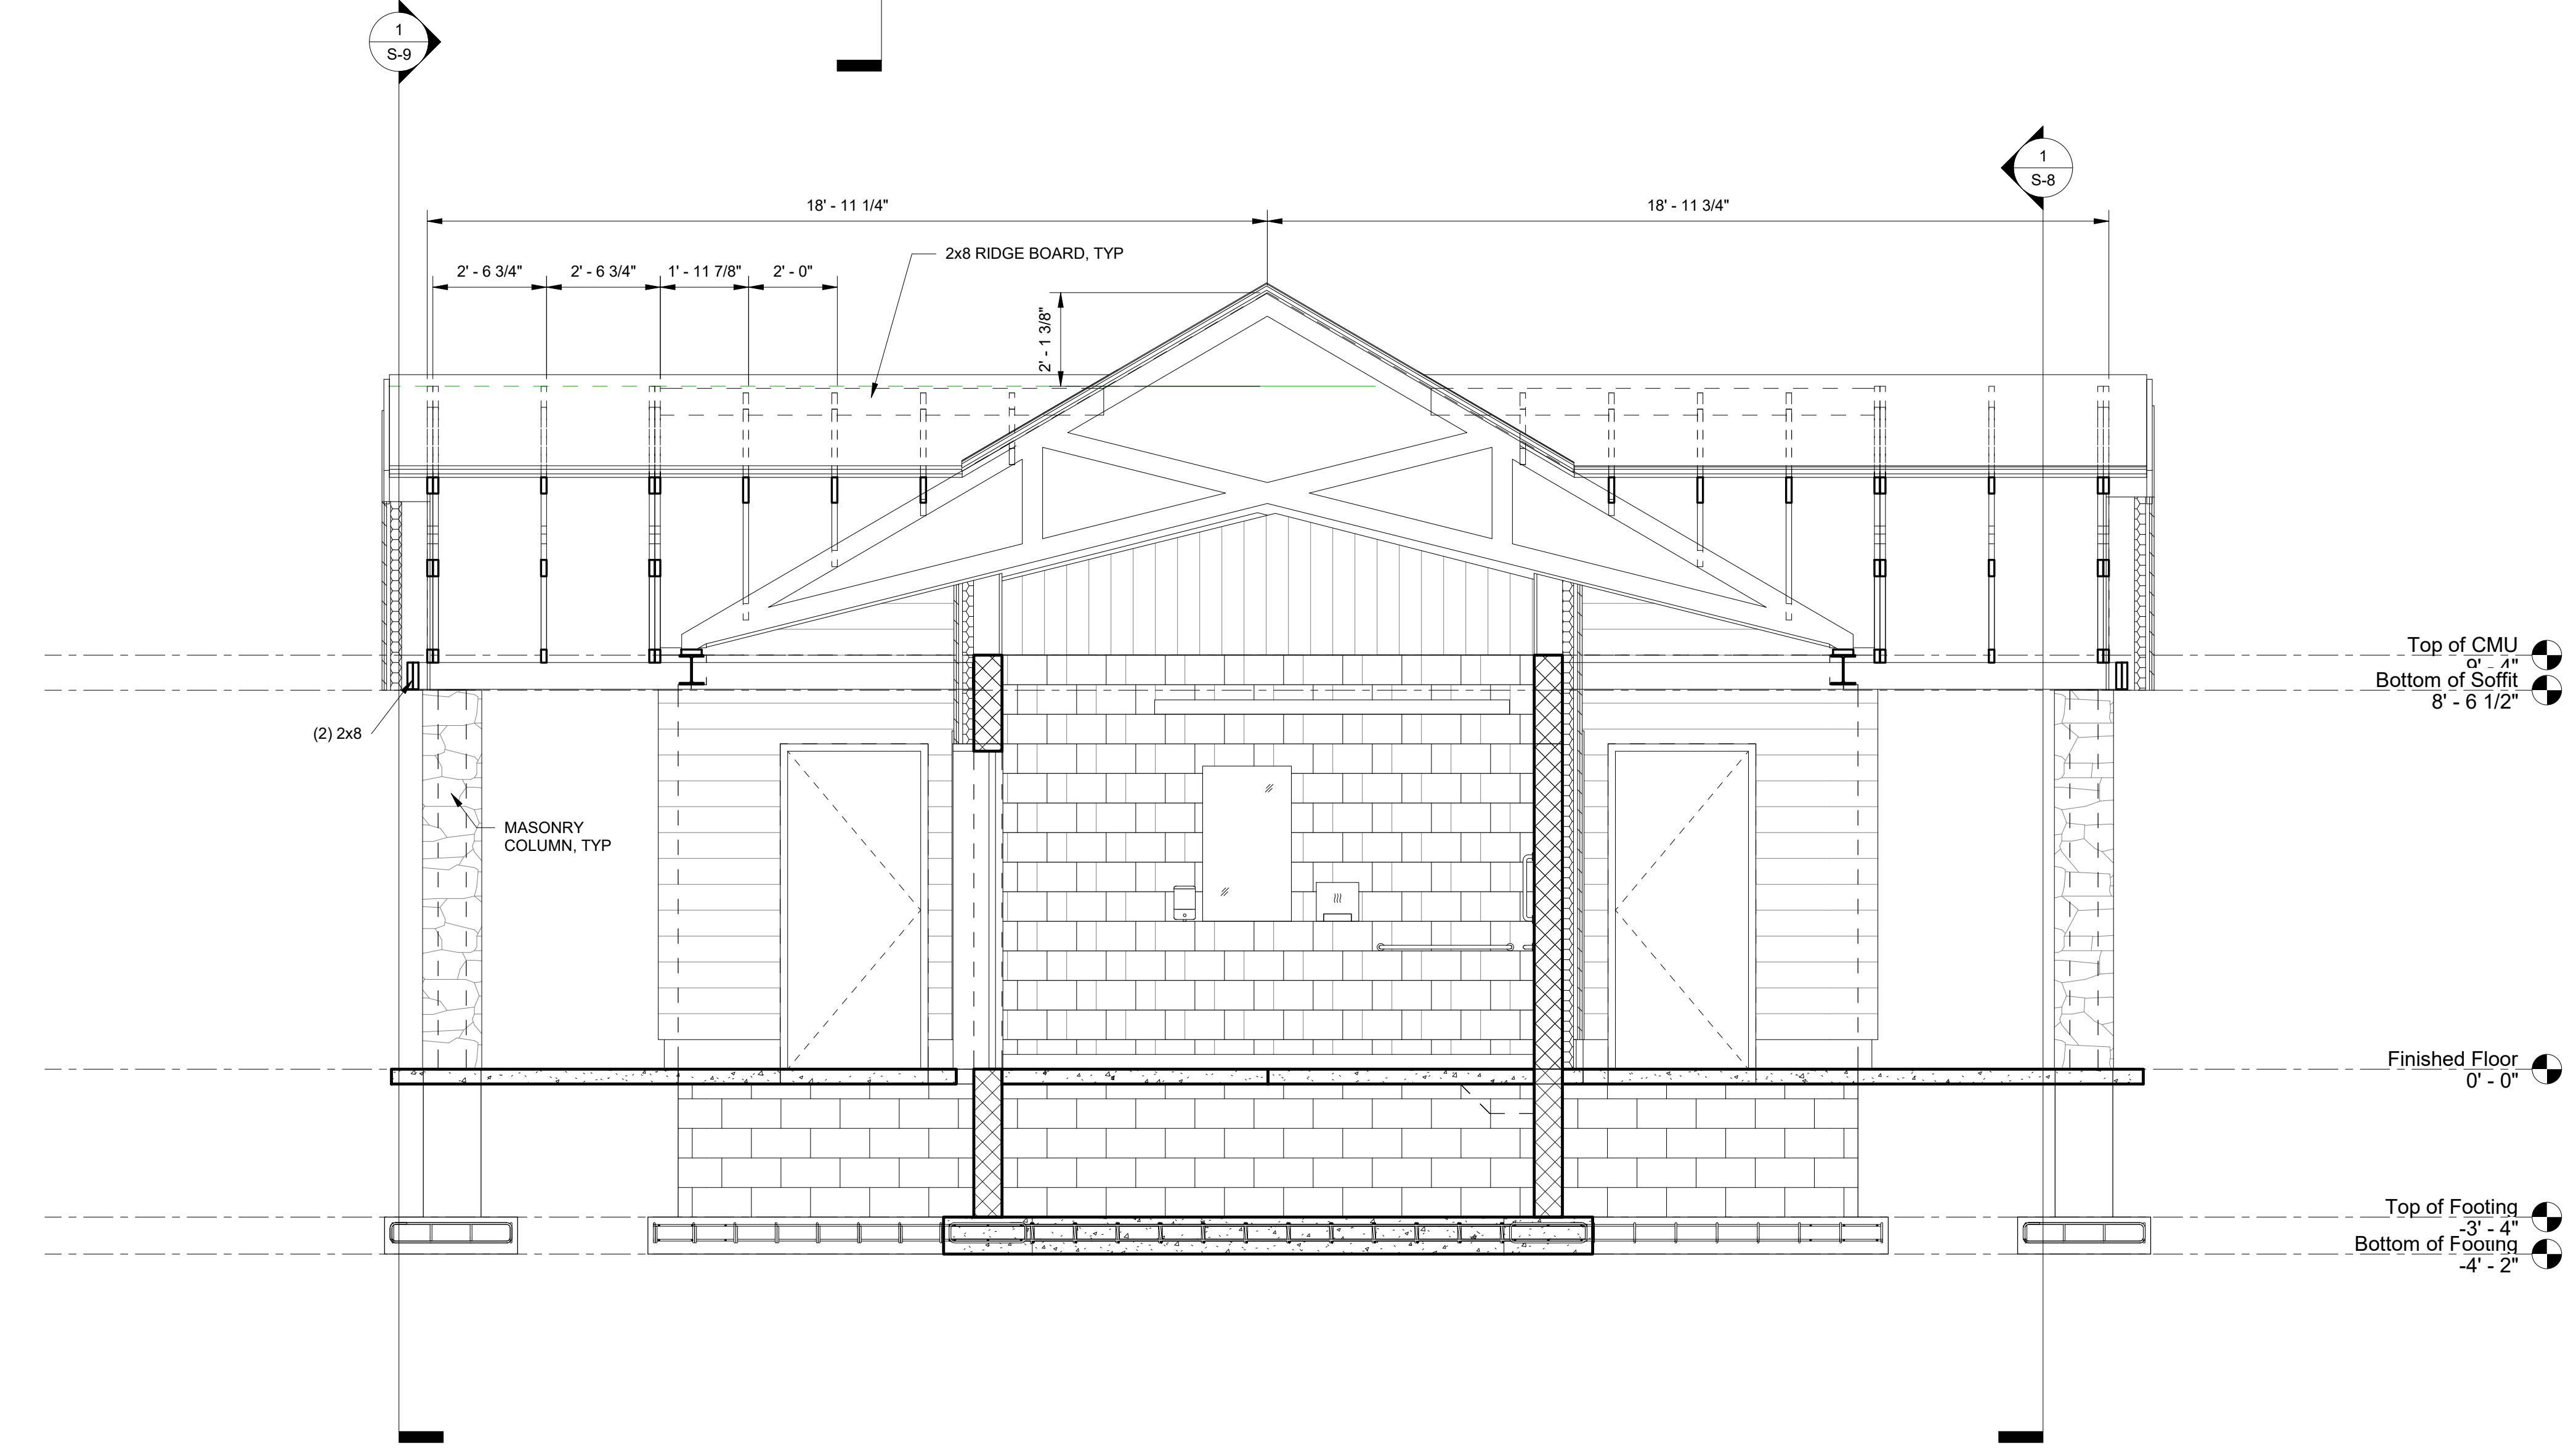 1
S-9
1
S-8
18' - 11 1/4"
18' - 11 3/4"
2x8 RIDGE BOARD, TYP
2' - 6 3/4"
2' - 6 3/4"
1' - 11 7/8"
2' - 0"
2' - 1 3/8"
Top of CMU
9' - 4"
Bottom of Soffit
8' - 6 1/2"
(2) 2x8
MASONRY
COLUMN, TYP
Finished Floor
0' - 0"
Top of Footing
-3' - 4"
Bottom of Footing
-4' - 2"